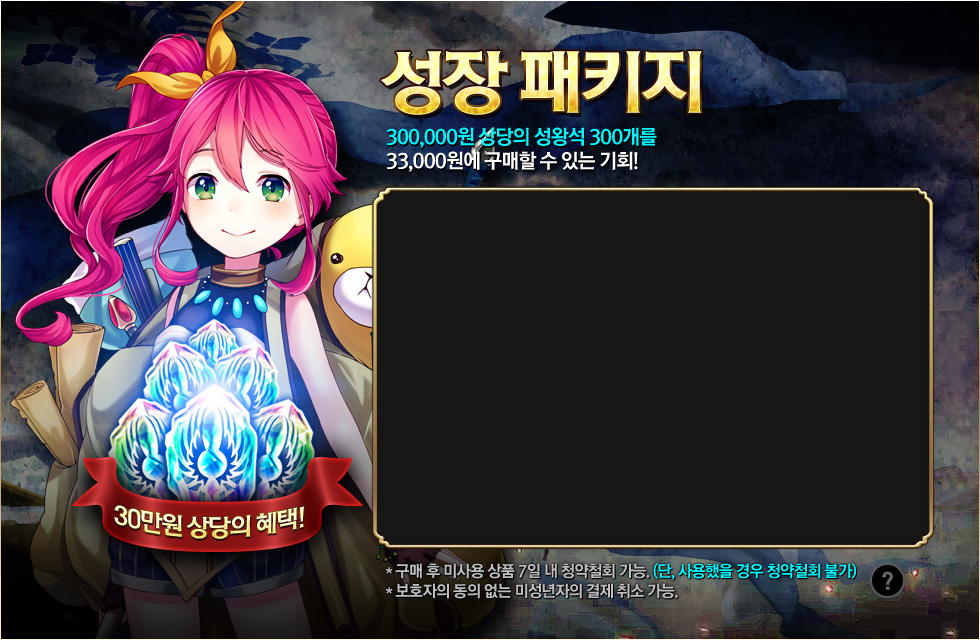 성장 패키지
300,000원 상당의 성왕석 300개를
33,000원에 구매할 수 있는 기회!
30만원 상당의 혜택!
* 구매 후 미사용 상품 7일 내 청약철회 가능. (단, 사용했을 경우 청약철회 불가)
* 보호자의 동의 없는 미성년자의 결제 취소 가능.
?